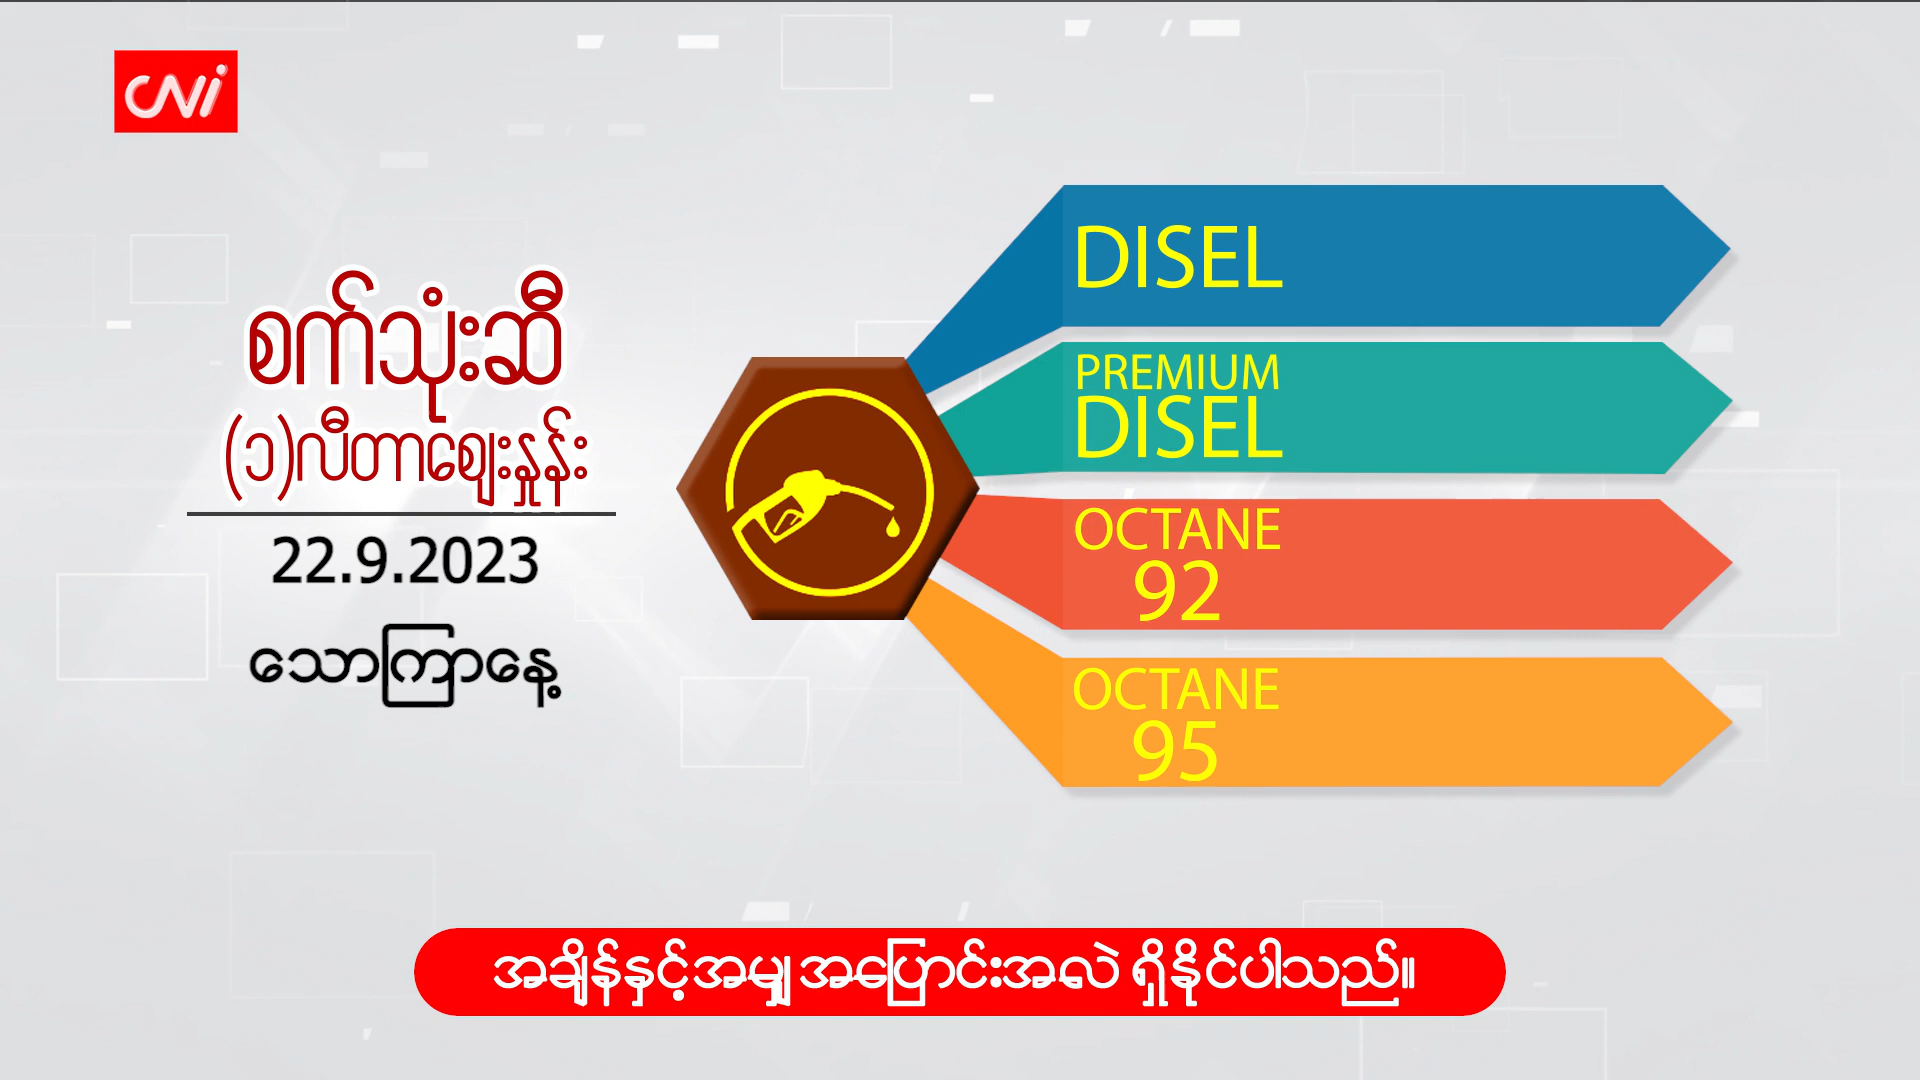 CNi
စက်သုံးဆီ
(၁)လီတာဈေးနှုန်း
22.9.2023
သောကြာနေ့
DISEL
PREMIUM
DISEL
OCTANE
92
OCTANE
95
အချိန်နှင့်အမျှ အပြောင်းအလဲ ရှိနိုင်ပါသည်။